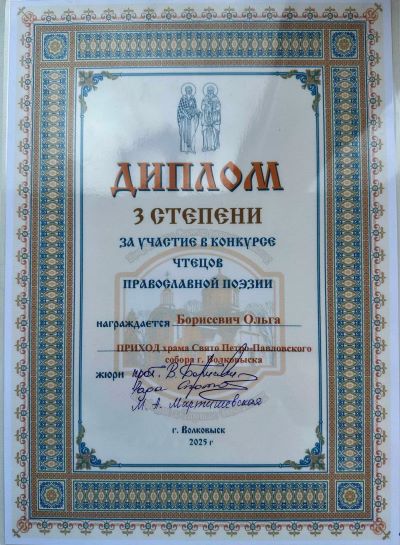 ДИПЛОМ
3 СТЕПЕНИ
ЗА УЧАСТИЕ В КОНКУРСЕ
ЧТЕЦОВ
ПРАВОСЛАВНОЙ ПОЭЗИИ
награждается Борисевич Ольга
ПРИХОД храма Свято Петро-Павловского
собора г. Волковыска
жюри прот. В.
М. А. Мартишевская
г. Волковыск
2025 г